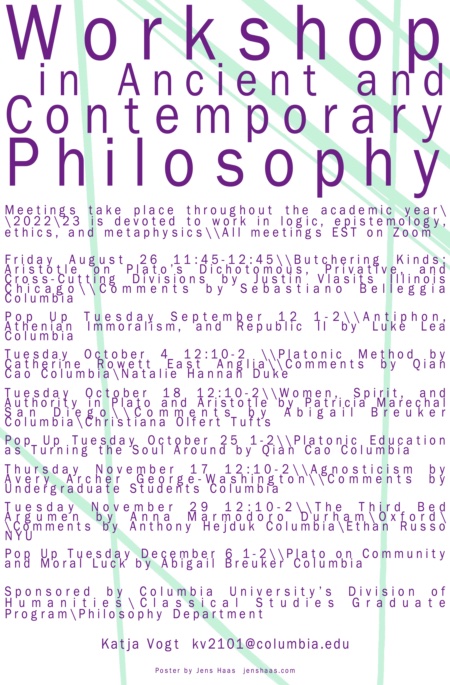 Workshop
in Ancient and
Contemporary
Philosophy
Meetings take place throughout the academic year\
\2022\23 is devoted to work in logic, epistemology,
ethics, and metaphysics\\All meetings EST on Zoom
Friday August 26 11:45-12:45\\Butchering Kinds:
Aristotle on Plato's Dichotomous, Privative, and
Cross-Cutting Divisions by Justin Vlasits Illinois
Chicago\\Comments by Sebastiano Belleggia
Columbia
Pop Up Tuesday September 12 1-2\\Antiphon,
Athenian Immoralism, and Republic II by Luke Lea
Columbia
Tuesday October 4 12:10-2 \\Platonic Method by
Catherine Rowett East Anglia\\Comments by Qian
Cao Columbia\Natalie Hannan Duke
Tuesday October 18 12:10-2\\Women, Spirit, and
Authority in Plato and Aristotle by Patricia Marechal
San Diego\\Comments by Abigail Breuker
Columbia\Christiana Olfert Tufts
Pop Up Tuesday October 25 1-2\\Platonic Education
as Turning the Soul Around by Qian Cao Columbia
Thursday November 17 12:10-2\\Agnosticism by
Avery Archer George-Washington\\Comments by
Undergraduate Students Columbia
Tuesday November 29 12:10-2\\The Third Bed
Argumen by Anna Marmodoro Durham\Oxford\
\Comments by Anthony Hejduk Columbia\Ethan Russo
NYU
Pop Up Tuesday December 6 1-2\\Plato on Community
and Moral Luck by Abigail Breuker Columbia
Sponsored by Columbia University's Division of
Humanities\Classical Studies Graduate
Program\Philosophy Department
Katja Vogt kv2101@columbia.edu
Poster by Jens Haas jenshaas.com